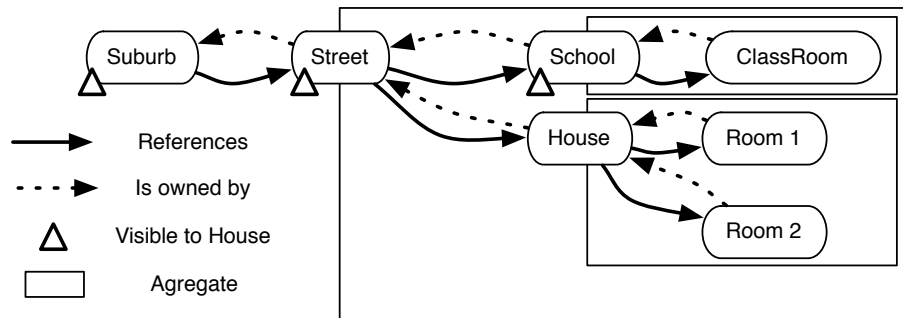 Suburb
Street
School
ClassRoom
House
Room 1
Room 2
References
Is owned by
Visible to House
Agregate